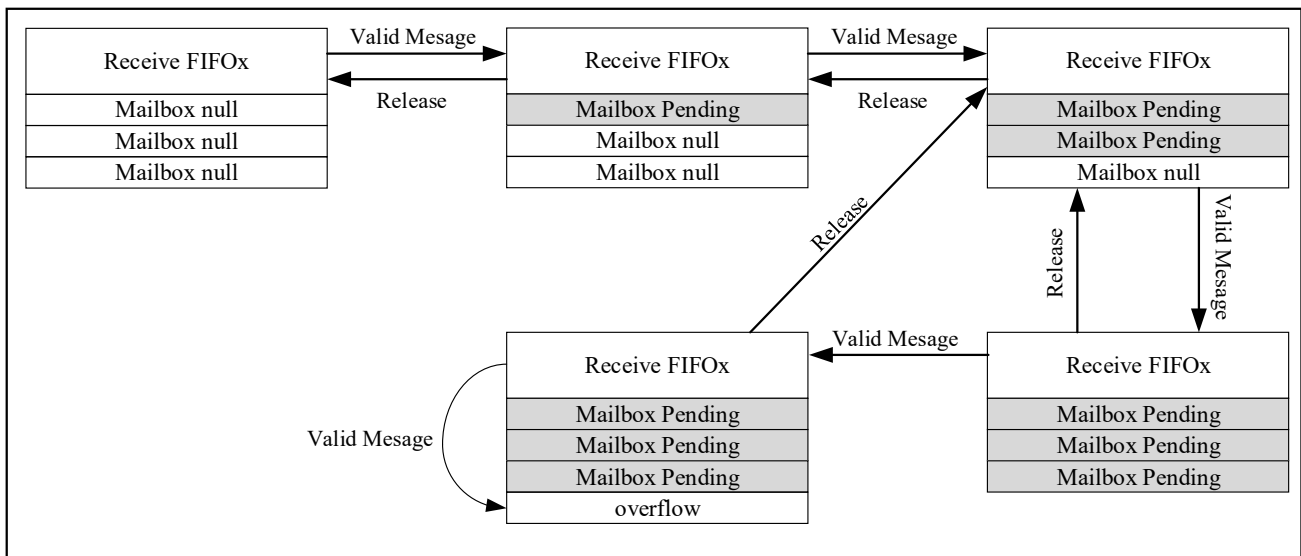 Receive FIFOx
Mailbox null
Mailbox null
Mailbox null
Valid Mesage
Release
Receive FIFOx
Mailbox Pending
Mailbox null
Mailbox null
Valid Mesage
Release
Receive FIFOx
Mailbox Pending
Mailbox Pending
Mailbox null
Release
Release
Valid Mesage
Valid Mesage
Receive FIFOx
Mailbox Pending
Mailbox Pending
Mailbox Pending
overflow
Valid Mesage
Receive FIFOx
Mailbox Pending
Mailbox Pending
Mailbox Pending